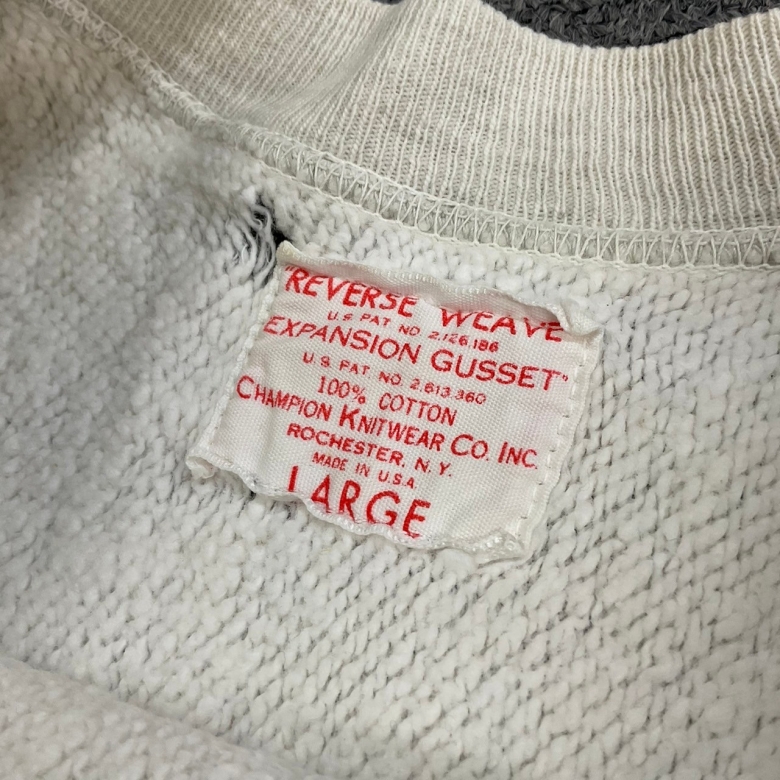 "REVERSE WEAVE
U.S. PAT NO 2.126.186
EXPANSION GUSSET"
U.S. PAT. NO. 2.613.360
100% COTTON
CHAMPION KNITWEAR CO. INC.
ROCHESTER, N.Y.
MADE IN U.S.A.
LARGE